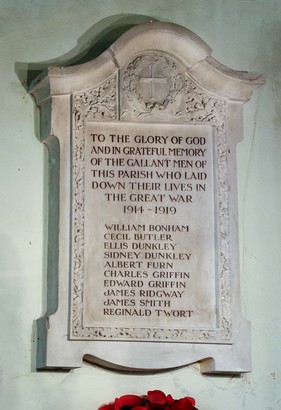 TO THE GLORY OF GOD
AND IN GRATEFUL MEMORY
OF THE GALLANT MEN OF
THIS PARISH WHO LAID
DOWN THEIR LIVES IN
THE GREAT WAR
1914-1919
WILLIAM BONHAM
CECIL BUTLER
ELLIS DUNKLEY
SIDNEY DUNKLEY
ALBERT FURN
CHARLES GRIFFIN
EDWARD GRIFFIN
JAMES RIDGWAY
JAMES SMITH
REGINALD TWORT